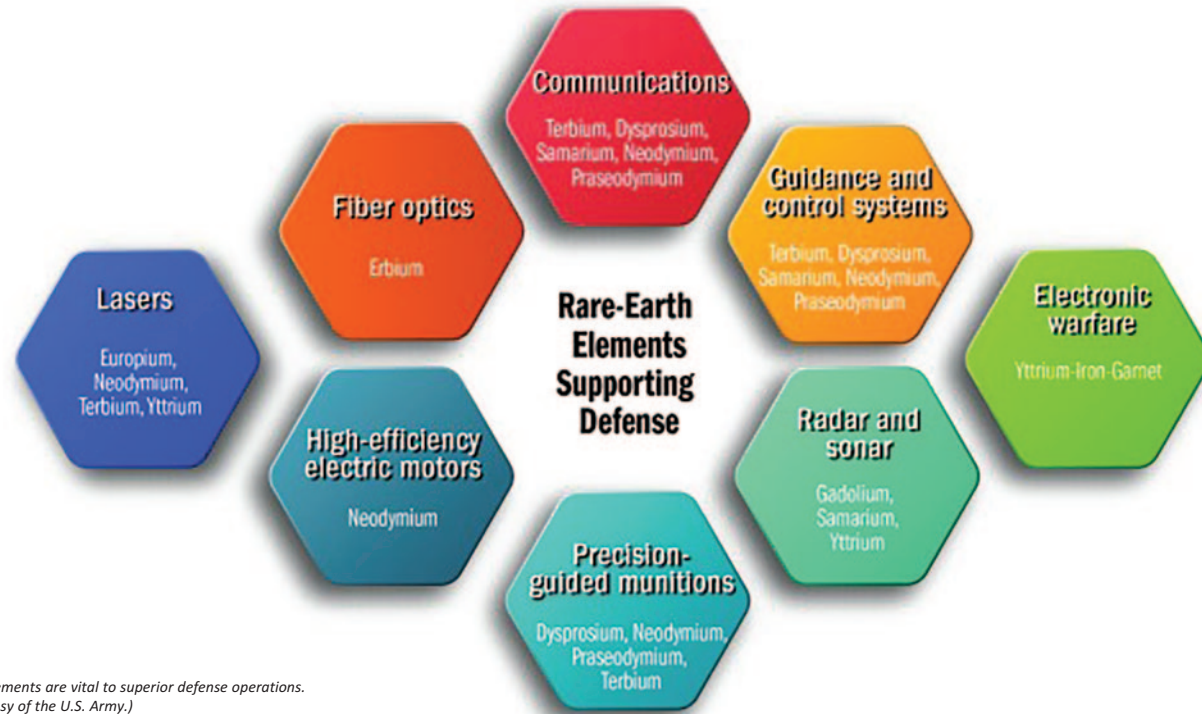 Communications
Terbium, Dysprosium,
Samarium, Neodymium,
Praseodymium
Fiber optics
Erbium
Guidance and
control systems
Terbium, Dysprosium,
Samarium, Neodymium,
Praseodymium
Lasers
Europium,
Neodymium,
Terbium, Yttrium
Rare-Earth
Elements
Supporting
Defense
Electronic
warfare
Yttrium-Iron-Garnet
High-efficiency
electric motors
Neodymium
Radar and
sonar
Gadolium,
Samarium,
Yttrium
Precision-
guided munitions
Dysprosium, Neodymium,
Praseodymium,
Terbium
ements are vital to superior defense operations.
sy of the U.S. Army.)